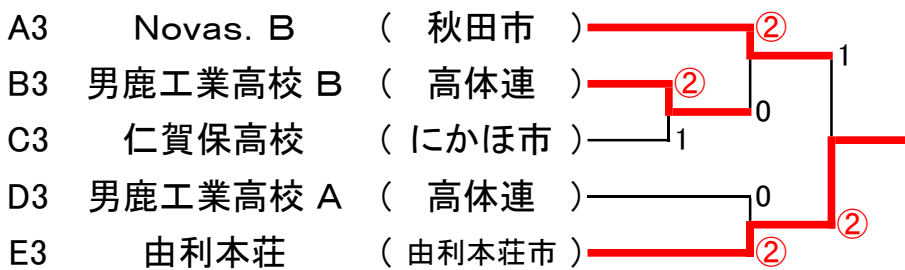 A3 Novas. B ( 秋田市 ) ②
1
B3 男鹿工業高校 B ( 高体連 ) ②
0
C3 仁賀保高校 ( にかほ市 ) 1
D3 男鹿工業高校 A ( 高体連 ) 0
②
E3 由利本荘 ( 由利本荘市 ) ②